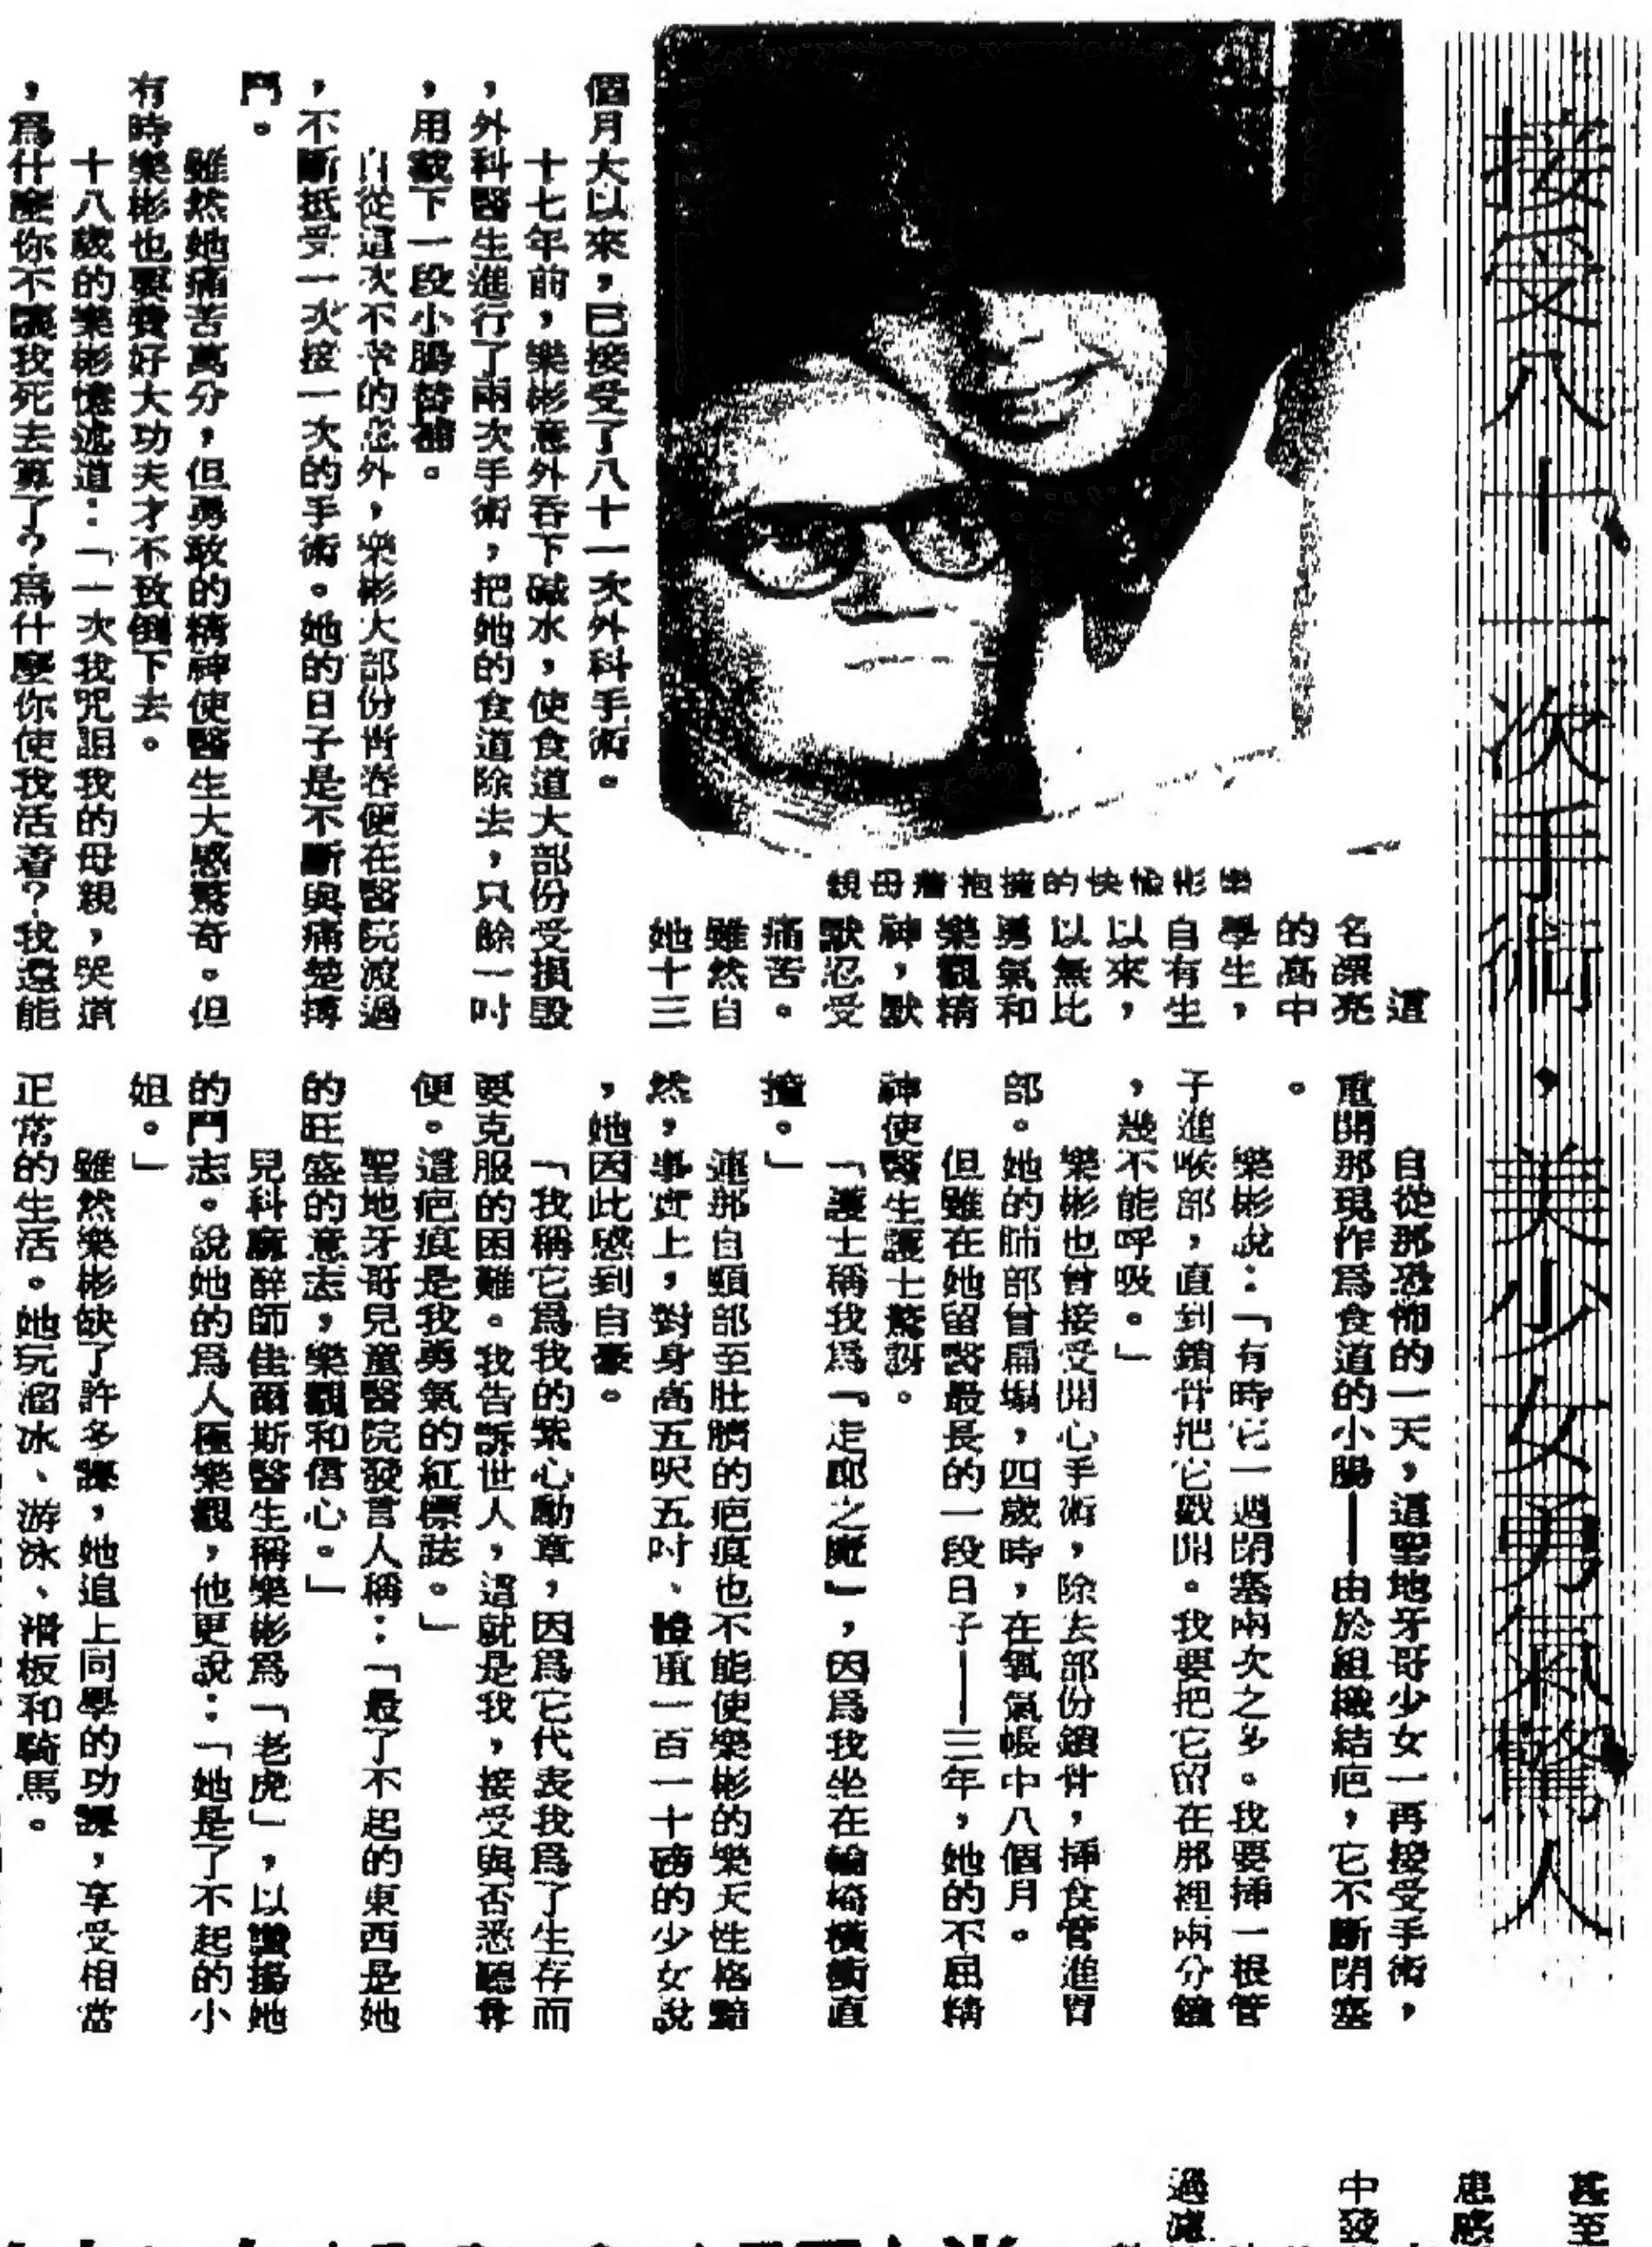 接受八十一次手術・美少女勇氣驚人
樂彬愉快的擁抱着母親
這
名漂亮
的高中
學生，
自有生
以來，
以無比
勇氣和
樂觀精
神，默
默忍受
痛苦。
雖然自
她十三
個月大以來，已接受了八十一次外科手術。
十七年前，樂彬意外吞下碱水，使食道大部份受損毀
，外科醫生進行了兩次手術，把她的食道除去，只餘一吋
，用截下一段小腸替補。
自從這次不幸的意外，樂彬大部份青春便在醫院渡過
，不斷抵受一次接一次的手術。她的日子是不斷與痛楚搏
鬥。
雖然她痛苦萬分，但勇敢的精神使醫生大感驚奇。但
有時樂彬也要費好大功夫才不致倒下去。
十八歲的樂彬憶述道：「一次我咒詛我的母親，哭道
，爲什麼你不讓我死去算了？爲什麼你使我活着？我還能
自從那恐怖的一天，這聖地牙哥少女一再接受手術，
重開那現作爲食道的小腸——由於組織結疤，它不斷閉塞
。
樂彬說：「有時它一週閉塞兩次之多。我要插一根管
子進喉部，直到鎖骨把它戳開。我要把它留在那裡兩分鐘
，幾不能呼吸。」
樂彬也曾接受開心手術，除去部份鎖骨，插食管進胃
部。她的肺部曾扁塌，四歲時，在氧氣帳中八個月。
但雖在她留醫最長的一段日子——三年，她的不屈精
神使醫生護士驚訝。
「護士稱我爲『走廊之魔』，因爲我坐在輪椅橫衝直
撞。」
連那自頸部至肚臍的疤痕也不能使樂彬的樂天性格黯
然，事實上，對身高五呎五吋、體重一百一十磅的少女說
，她因此感到自豪。
「我稱它爲我的紫心勳章，因爲它代表我爲了生存而
要克服的困難。我告訴世人，這就是我，接受與否悉聽尊
便。這疤痕是我勇氣的紅標誌。」
聖地牙哥兒童醫院發言人稱：「最了不起的東西是她
的旺盛的意志，樂觀和信心。」
兒科麻醉師佳爾斯醫生稱樂彬爲「老虎」，以讚揚她
的鬥志。說她的爲人極樂觀，他更說：「她是了不起的小
姐。」
雖然樂彬缺了許多課，她追上同學的功課，享受相當
正常的生活。她玩溜冰、游泳、滑板和騎馬。
甚至
患
中發
過濾